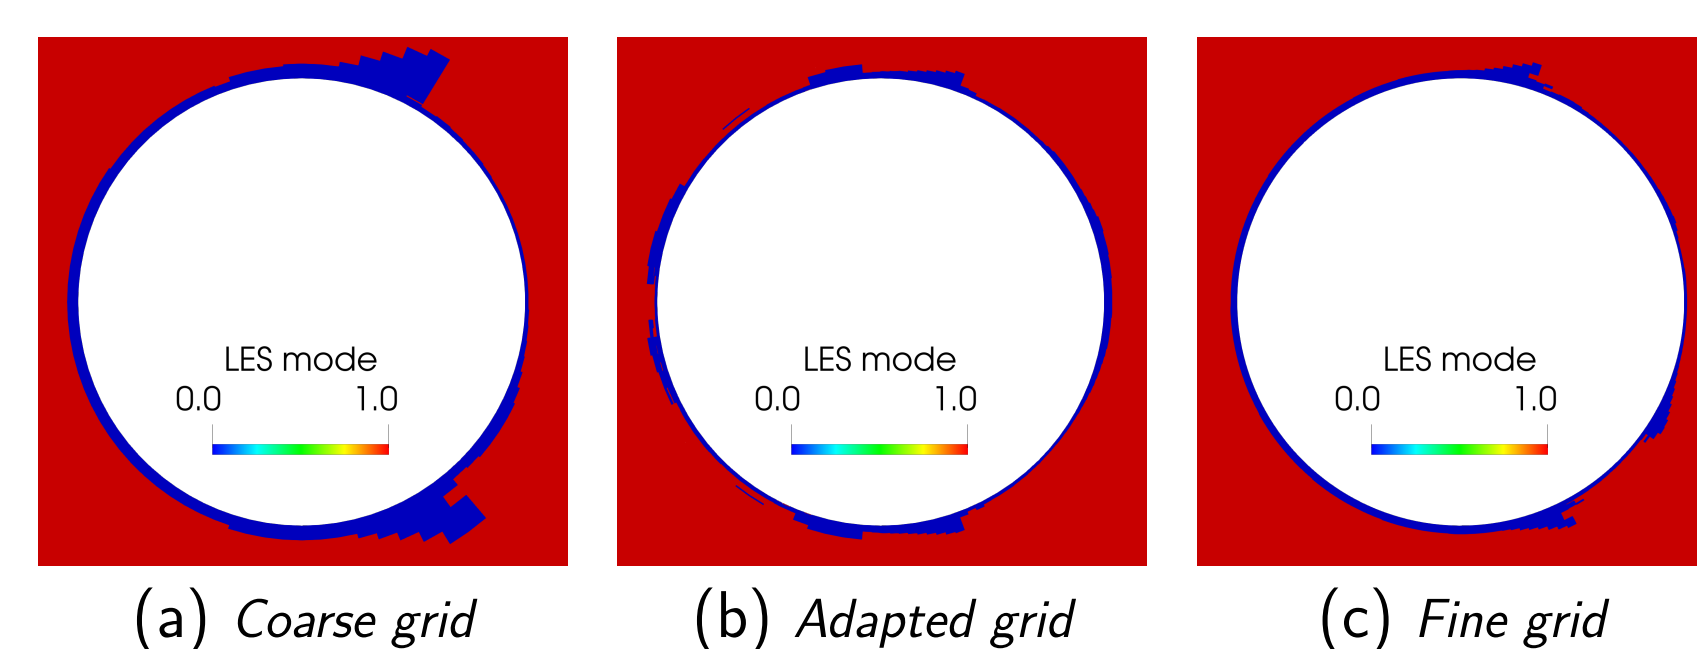 LES mode
0.0 1.0
(a) Coarse grid
LES mode
0.0 1.0
(b) Adapted grid
LES mode
0.0 1.0
(c) Fine grid